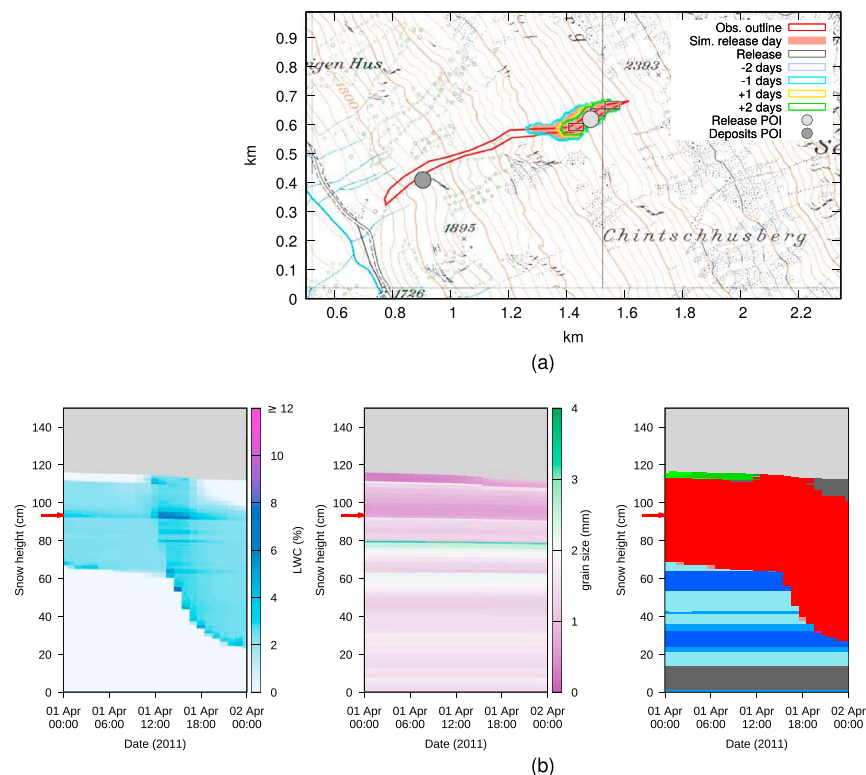 Obs. outline
Sim. release day
Release
-2 days
-1 days
+1 days
+2 days
Release POI
Deposits POI
igen Hus
1800
2393
1895
Chintschhusberg
1726
km
0.9
0.8
0.7
0.6
0.5
0.4
0.3
0.2
0.1
0
0.6 0.8 1 1.2 1.4 1.6 1.8 2 2.2
km
(a)
Snow height (cm)
140
120
100
80
60
40
20
0
01 Apr 01 Apr 01 Apr 01 Apr 02 Apr
00:00 06:00 12:00 18:00 00:00
Date (2011)
≥ 12
10
8
6
4
2
0
LWC (%)
Snow height (cm)
140
120
100
80
60
40
20
0
01 Apr 01 Apr 01 Apr 01 Apr 02 Apr
00:00 06:00 12:00 18:00 00:00
Date (2011)
4
3
2
1
0
grain size (mm)
Snow height (cm)
140
120
100
80
60
40
20
0
01 Apr 01 Apr 01 Apr 01 Apr 02 Apr
00:00 06:00 12:00 18:00 00:00
Date (2011)
(b)